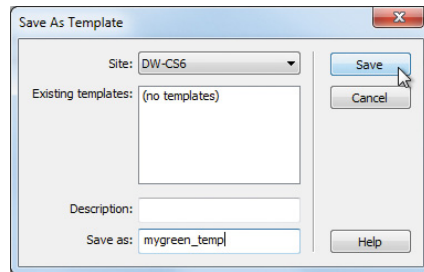 Save As Template
Site: DW-CS6
Save
Existing templates: (no templates)
Cancel
Description:
Save as: mygreen_temp
Help